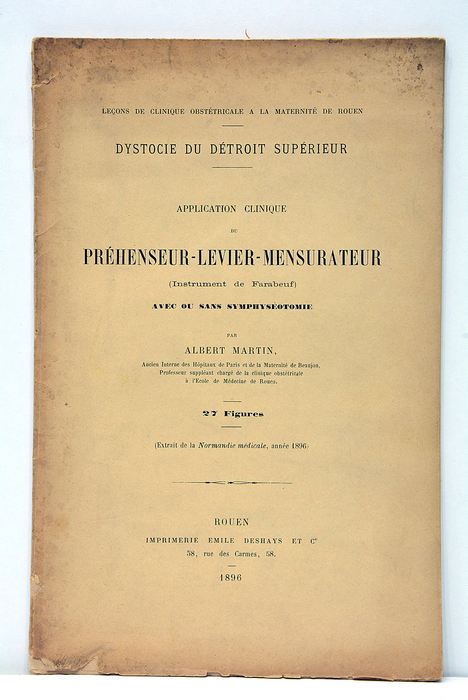 LEÇONS DE CLINIQUE OBSTÉTRICALE A LA MATERNITÉ DE ROUEN
DYSTOCIE DU DÉTROIT SUPÉRIEUR
APPLICATION CLINIQUE
DU
PRÉHENSEUR-LEVIER-MENSURATEUR
(Instrument de Farabeuf)
AVEC OU SANS SYMPHYSÉOTOMIE
PAR
ALBERT MARTIN,
Ancien Interne des Hôpitaux de Paris et de la Maternité de Beaujon,
Professeur suppléant chargé de la clinique obstétricale
à l'École de Médecine de Rouen.
27 Figures
(Extrait de la Normandie médicale, année 1896)
ROUEN
IMPRIMERIE EMILE DESHAYS ET Cᵉ
58, rue des Carmes, 58.
1896